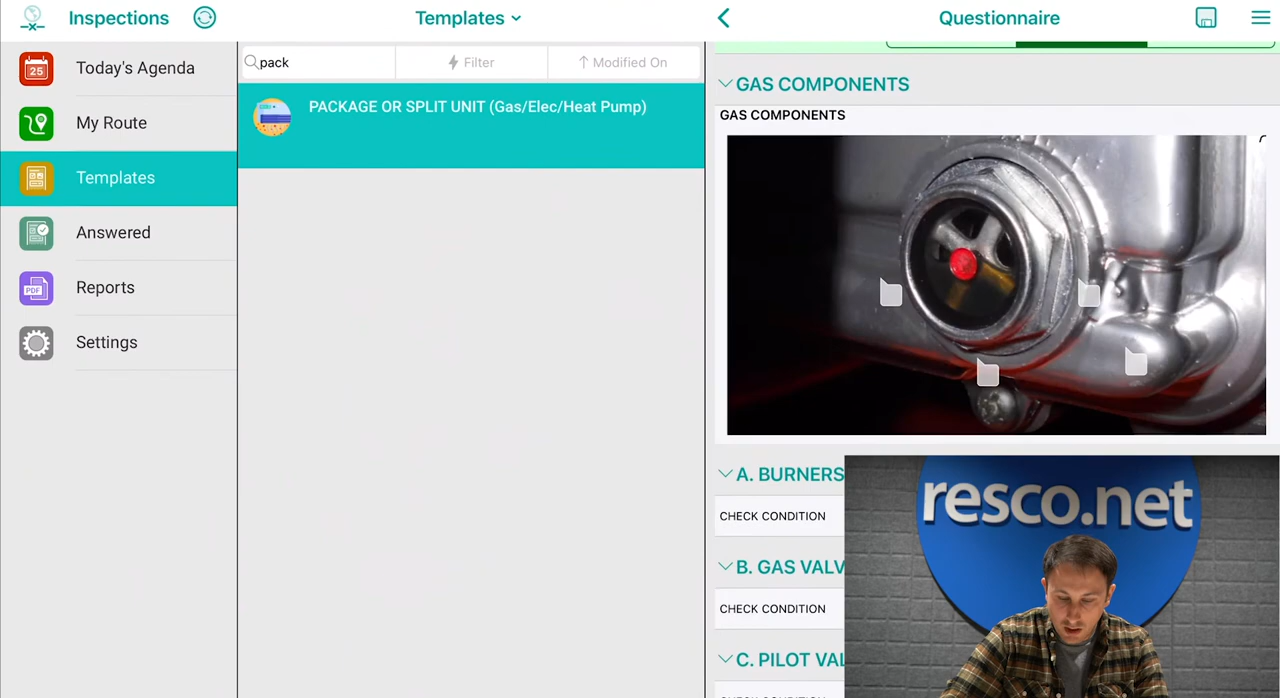 Inspections
Templates
Questionnaire
25
Today's Agenda
My Route
Templates
Answered
PDF
Reports
Settings
pack
Filter
Modified On
PACKAGE OR SPLIT UNIT (Gas/Elec/Heat Pump)
GAS COMPONENTS
GAS COMPONENTS
A. BURNERS
CHECK CONDITION
B. GAS VALV
CHECK CONDITION
C. PILOT VAL
resco.net